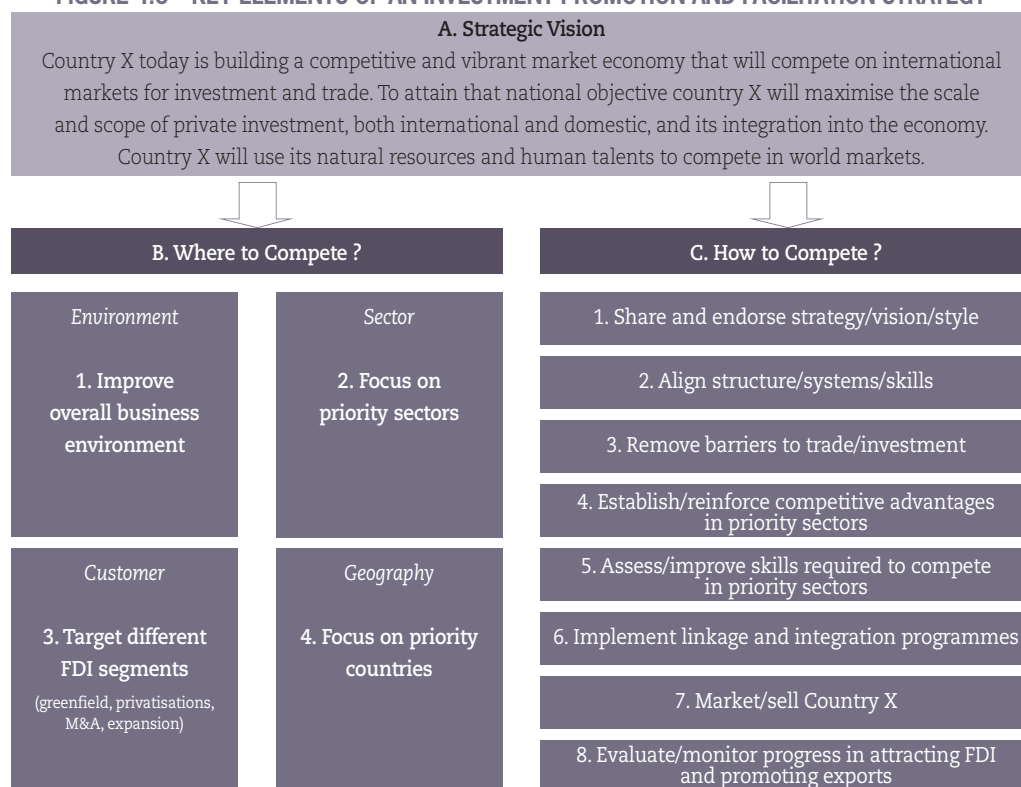 A. Strategic Vision
Country X today is building a competitive and vibrant market economy that will compete on international
markets for investment and trade. To attain that national objective country X will maximise the scale
and scope of private investment, both international and domestic, and its integration into the economy.
Country X will use its natural resources and human talents to compete in world markets.
B. Where to Compete ?
Environment
1. Improve
overall business
environment
Sector
2. Focus on
priority sectors
Customer
3. Target different
FDI segments
(greenfield, privatisations,
M&A, expansion)
Geography
4. Focus on priority
countries
C. How to Compete ?
1. Share and endorse strategy/vision/style
2. Align structure/systems/skills
3. Remove barriers to trade/investment
4. Establish/reinforce competitive advantages
in priority sectors
5. Assess/improve skills required to compete
in priority sectors
6. Implement linkage and integration programmes
7. Market/sell Country X
8. Evaluate/monitor progress in attracting FDI
and promoting exports